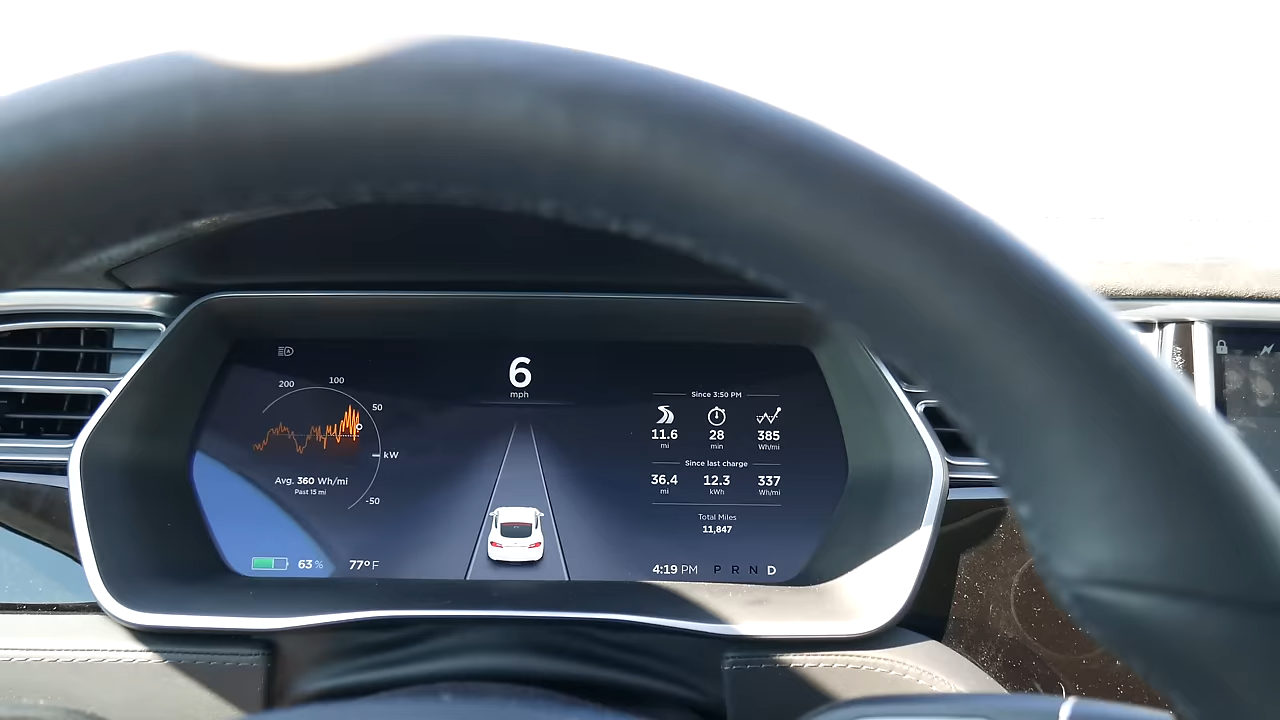 200
100
50
kW
-50
Avg. 360 Wh/mi
Past 15 mi
63 %
77° F
6
mph
Since 3:50 PM
11.6 28 385
mi min Wh/mi
Since last charge
36.4 12.3 337
mi kWh Wh/mi
Total Miles
11,847
4:19 PM P R N D